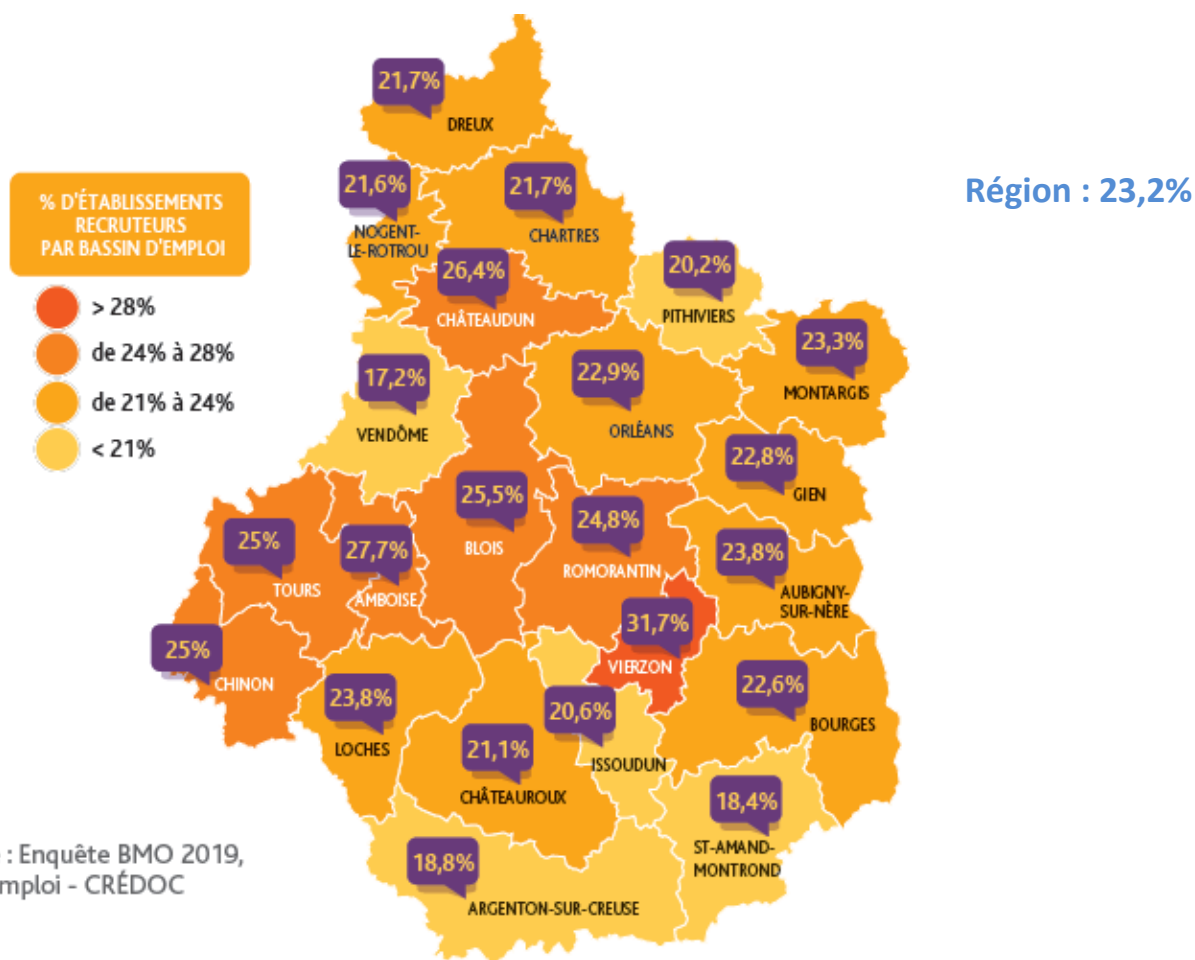 21,7%
DREUX
Région : 23,2%
% D'ÉTABLISSEMENTS
RECRUTEURS
PAR BASSIN D'EMPLOI
> 28%
de 24% à 28%
de 21% à 24%
< 21%
21,6%
NOGENT-
LE-ROTROU
21,7%
CHARTRES
26,4%
CHÂTEAUDUN
20,2%
PITHIVIERS
23,3%
MONTARGIS
17,2%
VENDÔME
22,9%
ORLÉANS
22,8%
GIEN
25,5%
BLOIS
24,8%
ROMORANTIN
25%
TOURS
27,7%
AMBOISE
23,8%
AUBIGNY-
SUR-NÈRE
31,7%
VIERZON
25%
CHINON
23,8%
LOCHES
20,6%
ISSOUDUN
22,6%
BOURGES
21,1%
CHÂTEAUROUX
18,4%
ST-AMAND-
MONTROND
18,8%
ARGENTON-SUR-CREUSE
: Enquête BMO 2019,
mploi - CRÉDOC